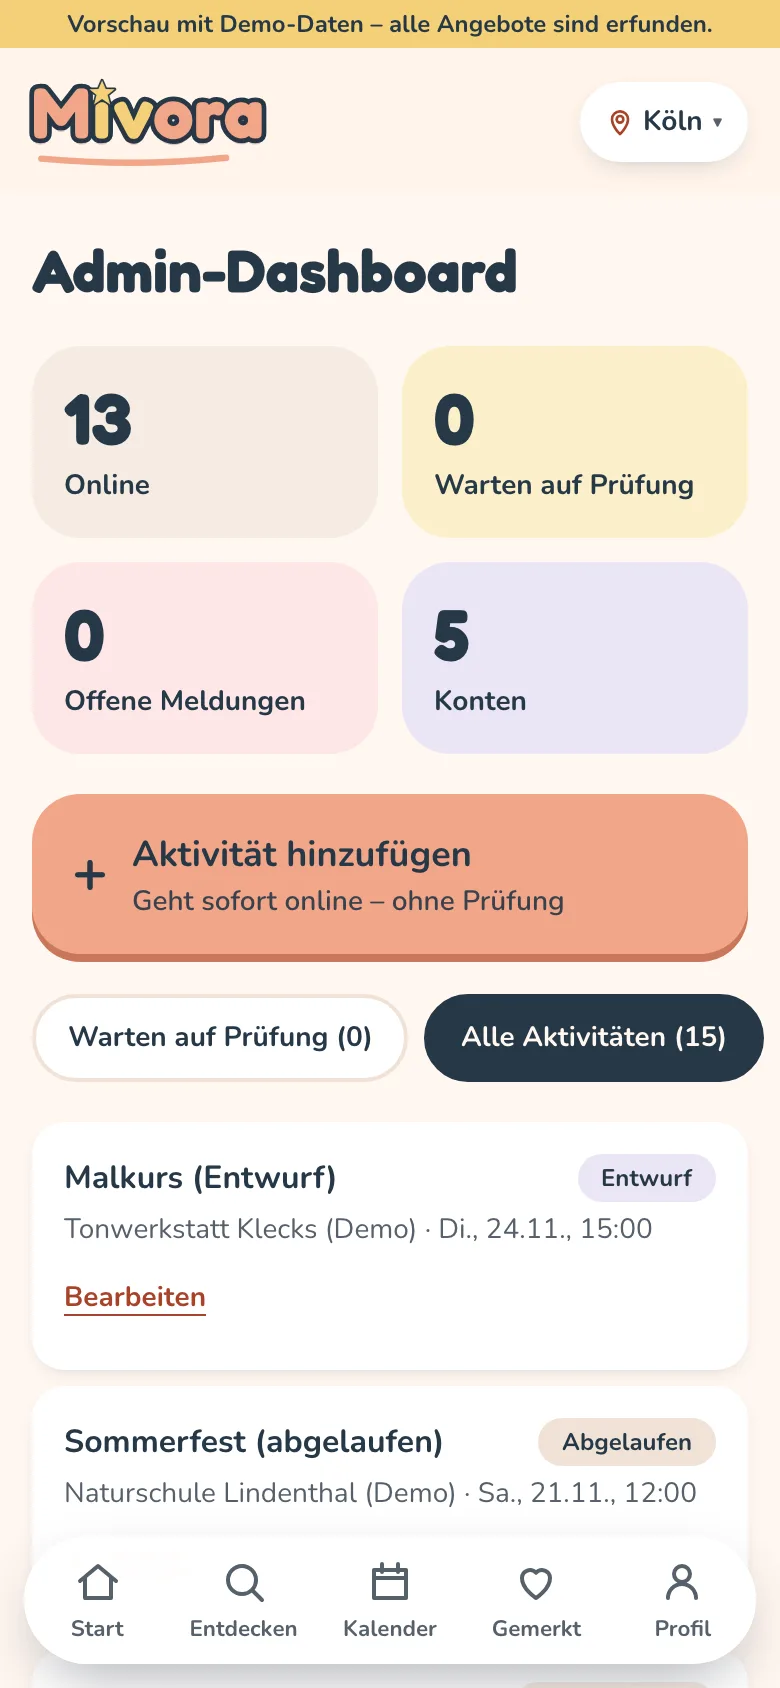 Vorschau mit Demo-Daten – alle Angebote sind erfunden.
Mivora
Köln ▾
Admin-Dashboard
13
Online
0
Warten auf Prüfung
0
Offene Meldungen
5
Konten
+ Aktivität hinzufügen
Geht sofort online – ohne Prüfung
Warten auf Prüfung (0)
Alle Aktivitäten (15)
Malkurs (Entwurf)
Entwurf
Tonwerkstatt Klecks (Demo) · Di., 24.11., 15:00
Bearbeiten
Sommerfest (abgelaufen)
Abgelaufen
Naturschule Lindenthal (Demo) · Sa., 21.11., 12:00
Start
Entdecken
Kalender
Gemerkt
Profil